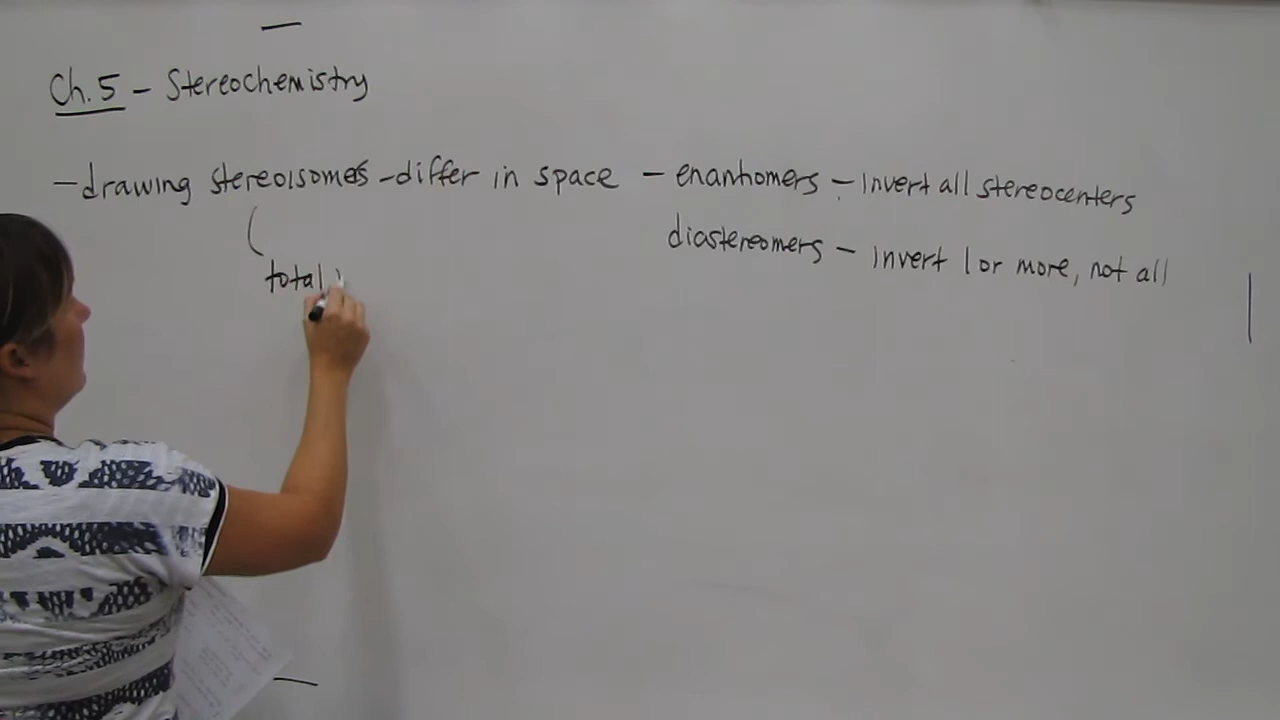 Ch. 5 - Stereochemistry
- drawing stereoisomes - differ in space - enantiomers - invert all stereocenters
diastereomers - invert 1 or more, not all
total